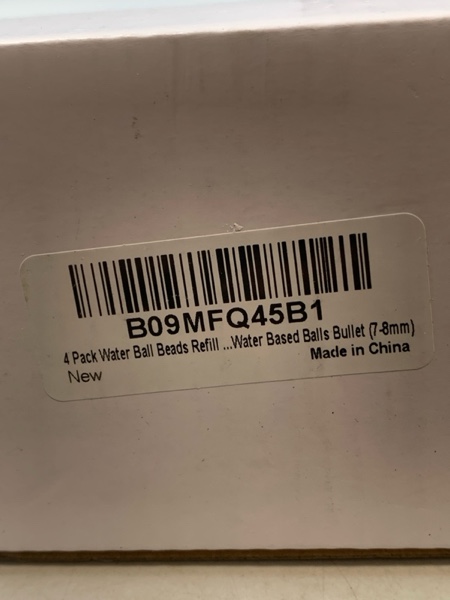 B09MFQ45B1
4 Pack Water Ball Beads Refill ...Water Based Balls Bullet (7-8mm)
Made in China
New